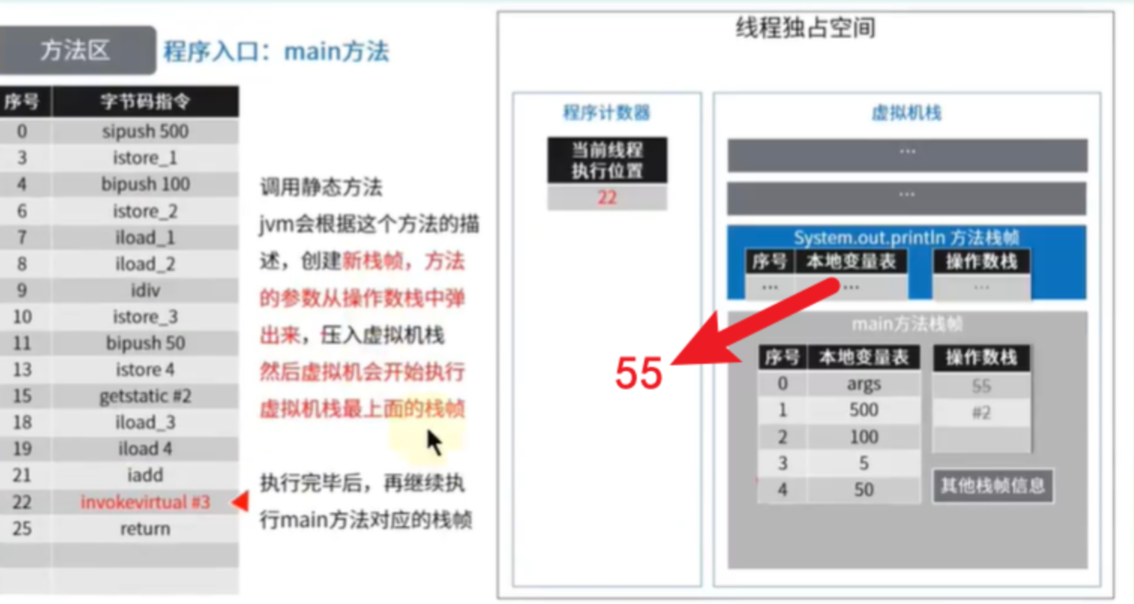 方法区 程序入口：main方法
序号 字节码指令
0 sipush 500
3 istore_1
4 bipush 100
6 istore_2
7 iload_1
8 iload_2
9 idiv
10 istore_3
11 bipush 50
13 istore 4
15 getstatic #2
18 iload_3
19 iload 4
21 iadd
22 invokevirtual #3
25 return
调用静态方法
jvm会根据这个方法的描
述，创建新栈帧，方法
的参数从操作数栈中弹
出来，压入虚拟机栈
然后虚拟机会开始执行
虚拟机栈最上面的栈帧
执行完毕后，再继续执
行main方法对应的栈帧
线程独占空间
程序计数器
当前线程
执行位置
22
虚拟机栈
...
...
System.out.println 方法栈帧
序号 本地变量表 操作数栈
... ... ...
55
main方法栈帧
序号 本地变量表 操作数栈
0 args 55
1 500 #2
2 100
3 5
4 50
其他栈帧信息